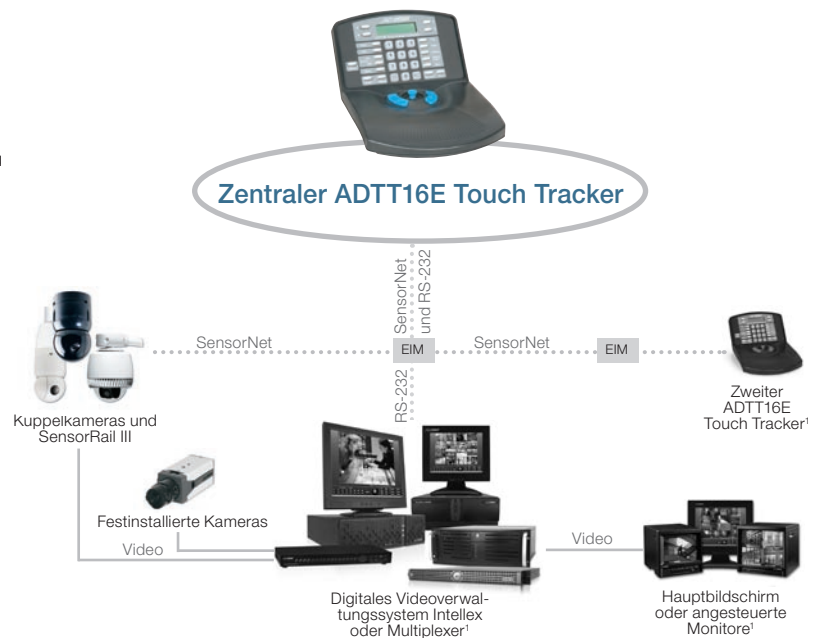 Zentraler ADTT16E Touch Tracker
SensorNet
und RS-232
SensorNet
EIM
SensorNet
EIM
RS-232
Kuppelkameras und
SensorRail III
Zweiter
ADTT16E
Touch Tracker¹
Festinstallierte Kameras
Video
Video
Digitales Videoverwal-
tungssystem Intellex
oder Multiplexer¹
Hauptbildschirm
oder angesteuerte
Monitore¹